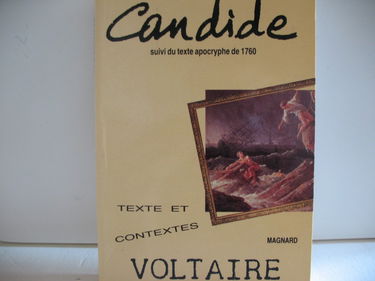 Candide
suivi du texte apocryphe de 1760
TEXTE ET
CONTEXTES
MAGNARD
VOLTAIRE